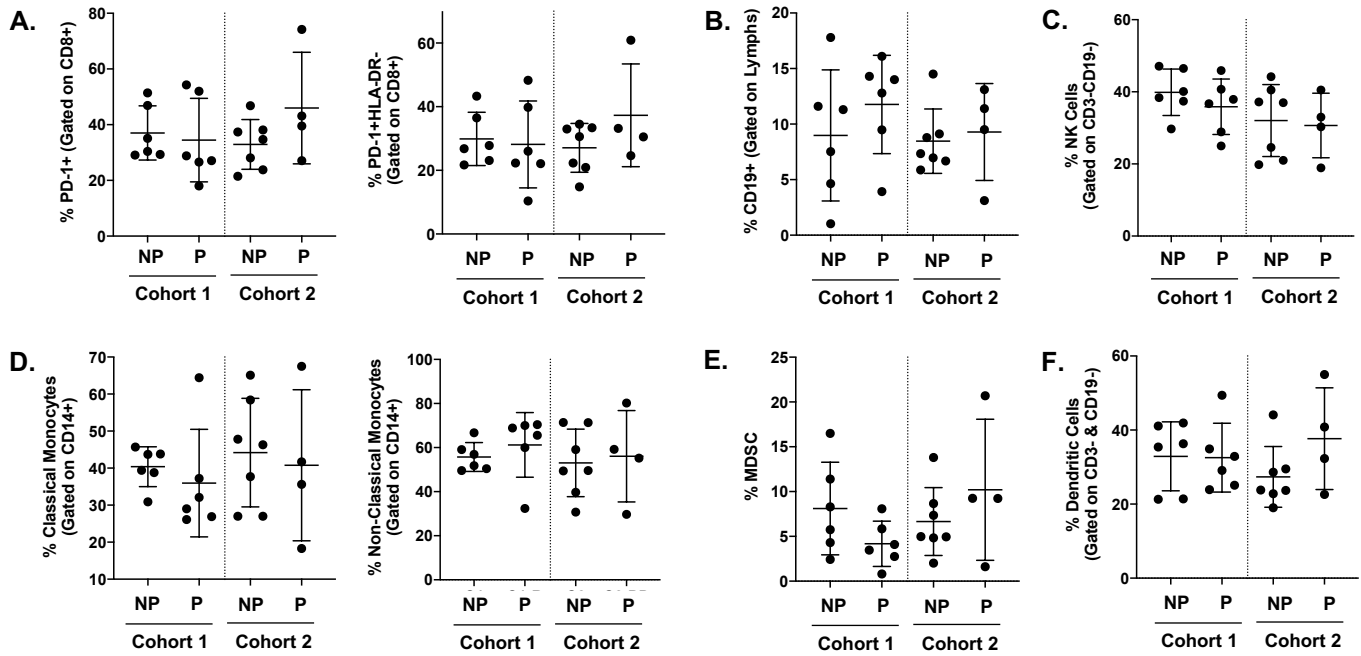 A.
% PD-1+ (Gated on CD8+)
80
60
40
20
0
NP
P
NP
P
Cohort 1
Cohort 2
% PD-1+HLA-DR-
(Gated on CD8+)
60
40
20
0
NP
P
NP
P
Cohort 1
Cohort 2
B.
% CD19+ (Gated on Lymphs)
20
15
10
5
0
NP
P
NP
P
Cohort 1
Cohort 2
C.
% NK Cells
(Gated on CD3-CD19-)
60
40
20
0
NP
P
NP
P
Cohort 1
Cohort 2
D.
% Classical Monocytes
(Gated on CD14+)
70
60
50
40
30
20
10
NP
P
NP
P
Cohort 1
Cohort 2
% Non-Classical Monocytes
(Gated on CD14+)
100
80
60
40
20
0
NP
P
NP
P
Cohort 1
Cohort 2
E.
% MDSC
25
20
15
10
5
0
NP
P
NP
P
Cohort 1
Cohort 2
F.
% Dendritic Cells
(Gated on CD3- & CD19-)
60
40
20
0
NP
P
NP
P
Cohort 1
Cohort 2